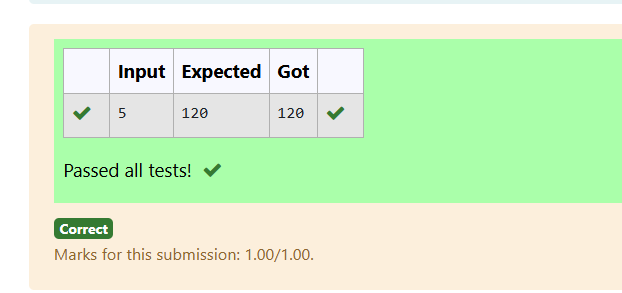 Input Expected Got
5 120 120
Passed all tests!
Correct
Marks for this submission: 1.00/1.00.